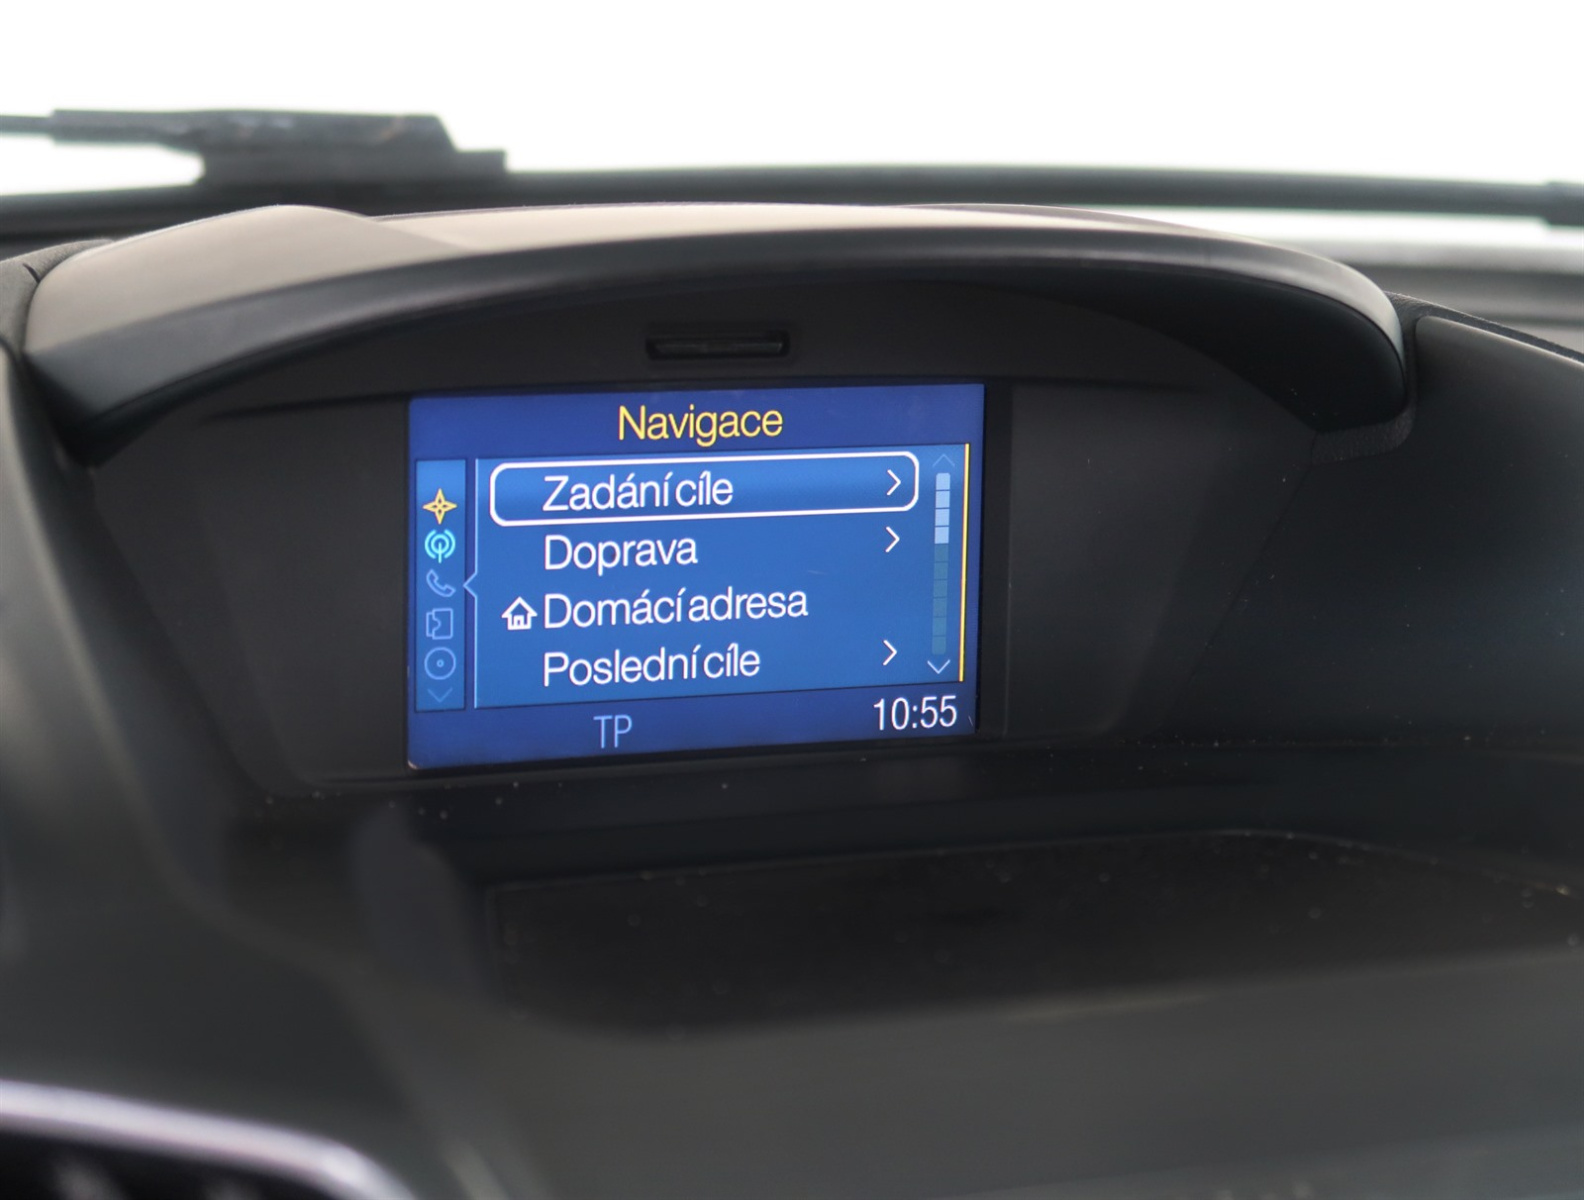 Navigace
Zadání cíle
Doprava
Domácí adresa
Poslední cíle
TP
10:55